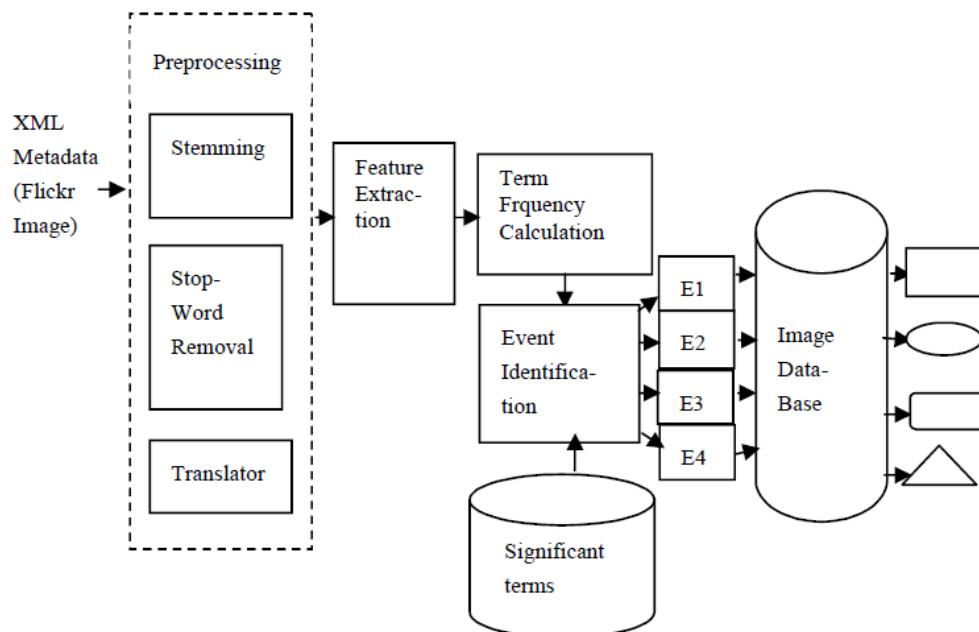 Preprocessing
XML
Metadata
(Flickr
Image)
Stemming
Stop-
Word
Removal
Translator
Feature
Extrac-
tion
Term
Frquency
Calculation
Event
Identifica-
tion
E1
E2
E3
E4
Significant
terms
Image
Data-
Base